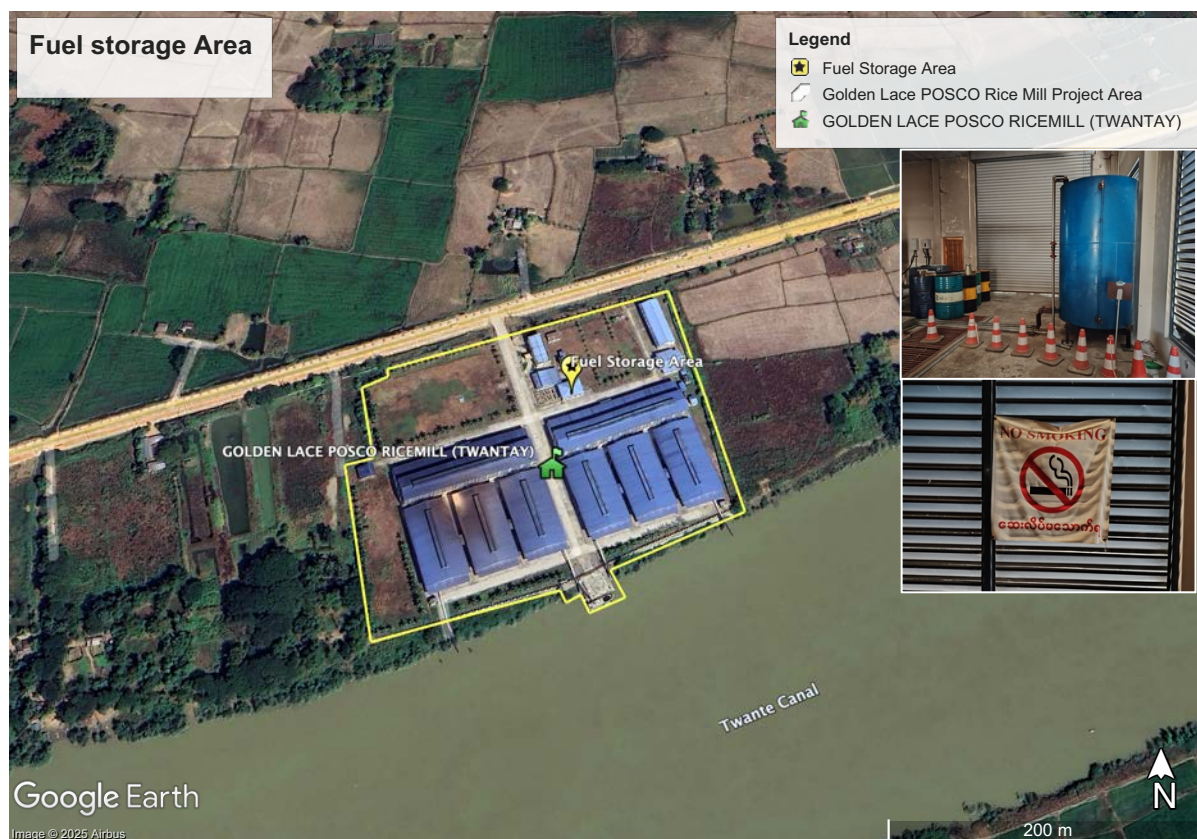 Fuel storage Area
Legend
Fuel Storage Area
Golden Lace POSCO Rice Mill Project Area
GOLDEN LACE POSCO RICEMILL (TWANTAY)
Fuel Storage Area
GOLDEN LACE POSCO RICEMILL (TWANTAY)
NO SMOKING
ဆေးလိပ်မသောက်ရ
Twante Canal
Google Earth
Image © 2025 Airbus
N
200 m